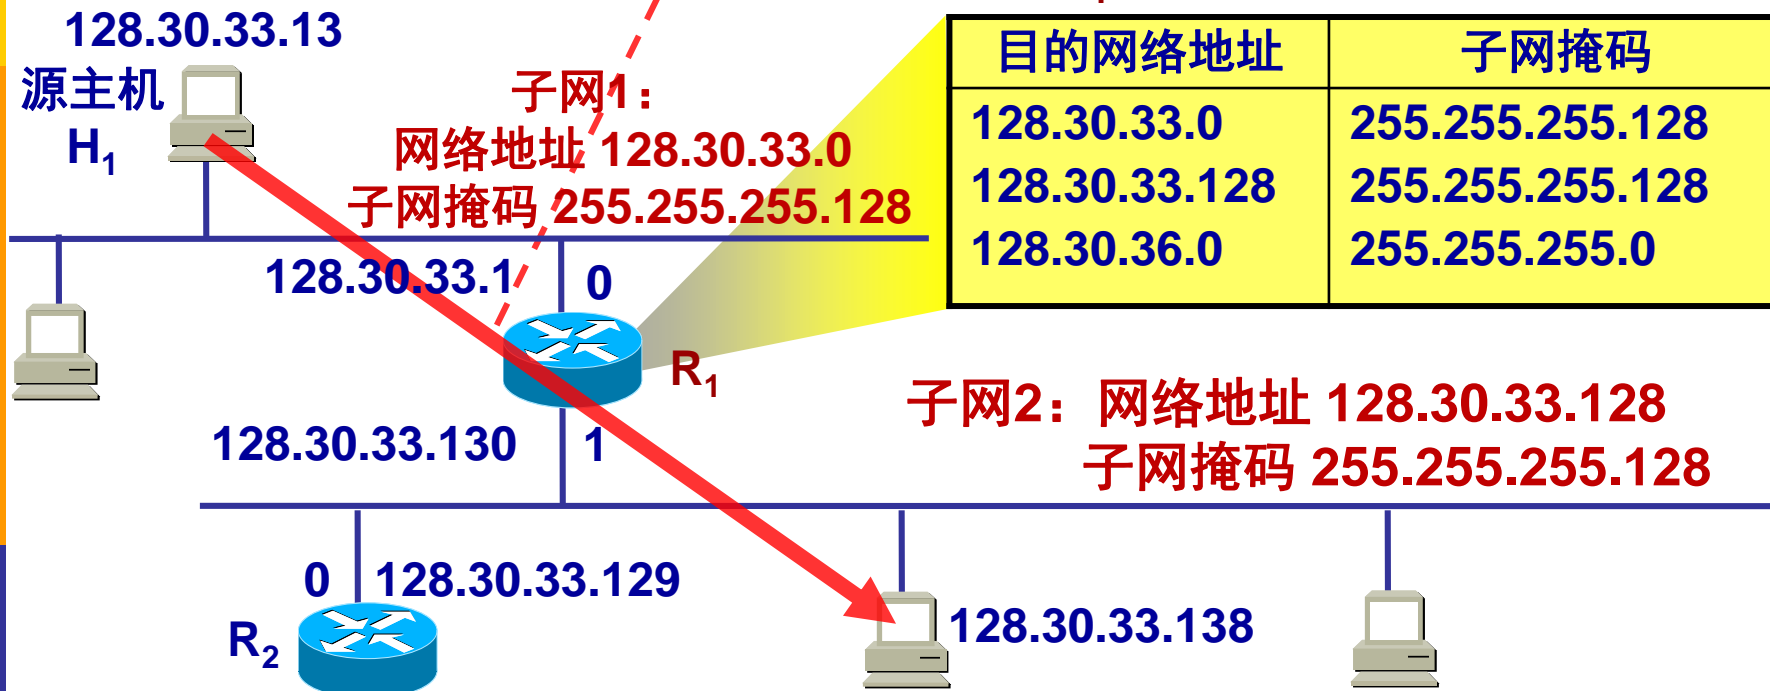 128.30.33.13
源主机
H1
子网1：
网络地址 128.30.33.0
子网掩码 255.255.255.128
目的网络地址 子网掩码
128.30.33.0 255.255.255.128
128.30.33.128 255.255.255.128
128.30.36.0 255.255.255.0
128.30.33.1 0
R1
子网2：网络地址 128.30.33.128
子网掩码 255.255.255.128
128.30.33.130 1
0 128.30.33.129
R2
128.30.33.138